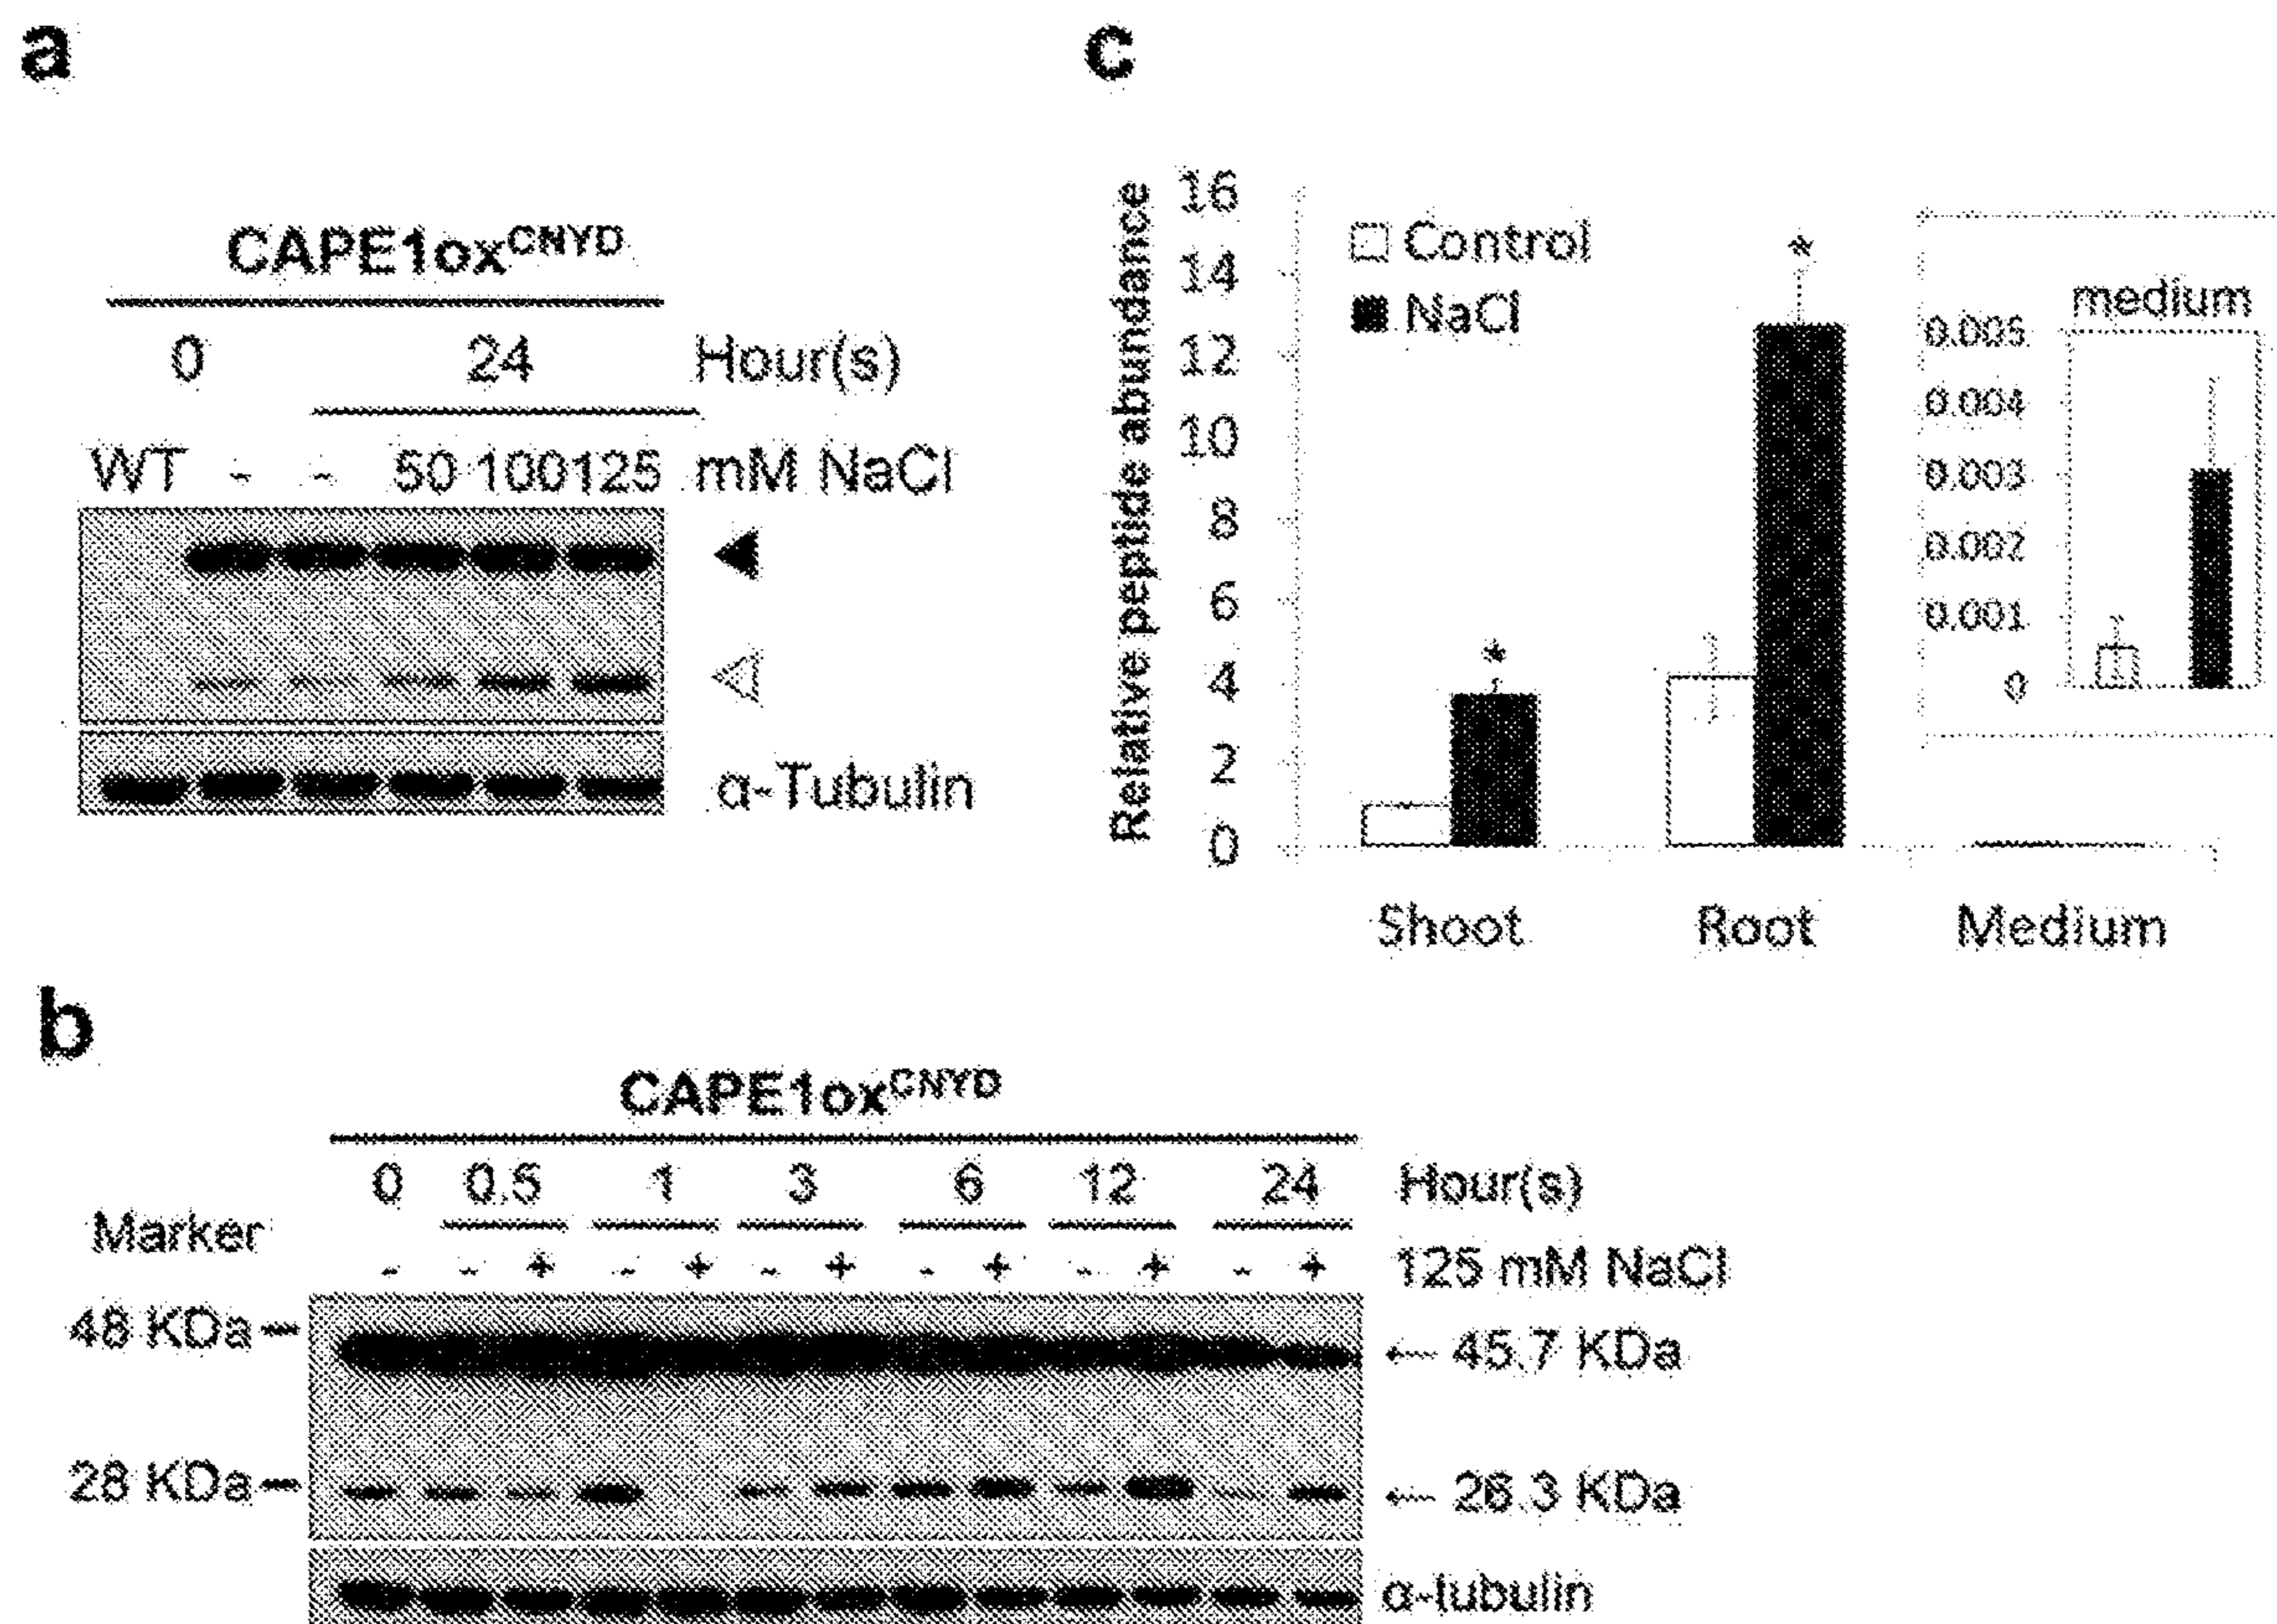 a
CAPE1ox^CNYD
0 24 Hour(s)
WT - - 50 100 125 mM NaCl
α-Tubulin
c
Relative peptide abundance
16
14
12
10
8
6
4
2
0
Control
NaCl
*
*
medium
0.005
0.004
0.003
0.002
0.001
0
Shoot Root Medium
b
CAPE1ox^CNYD
0 0.5 1 3 6 12 24 Hour(s)
Marker
- - + - + - + - + - + - + 125 mM NaCl
48 KDa
← 45.7 KDa
28 KDa
← 26.3 KDa
α-tubulin